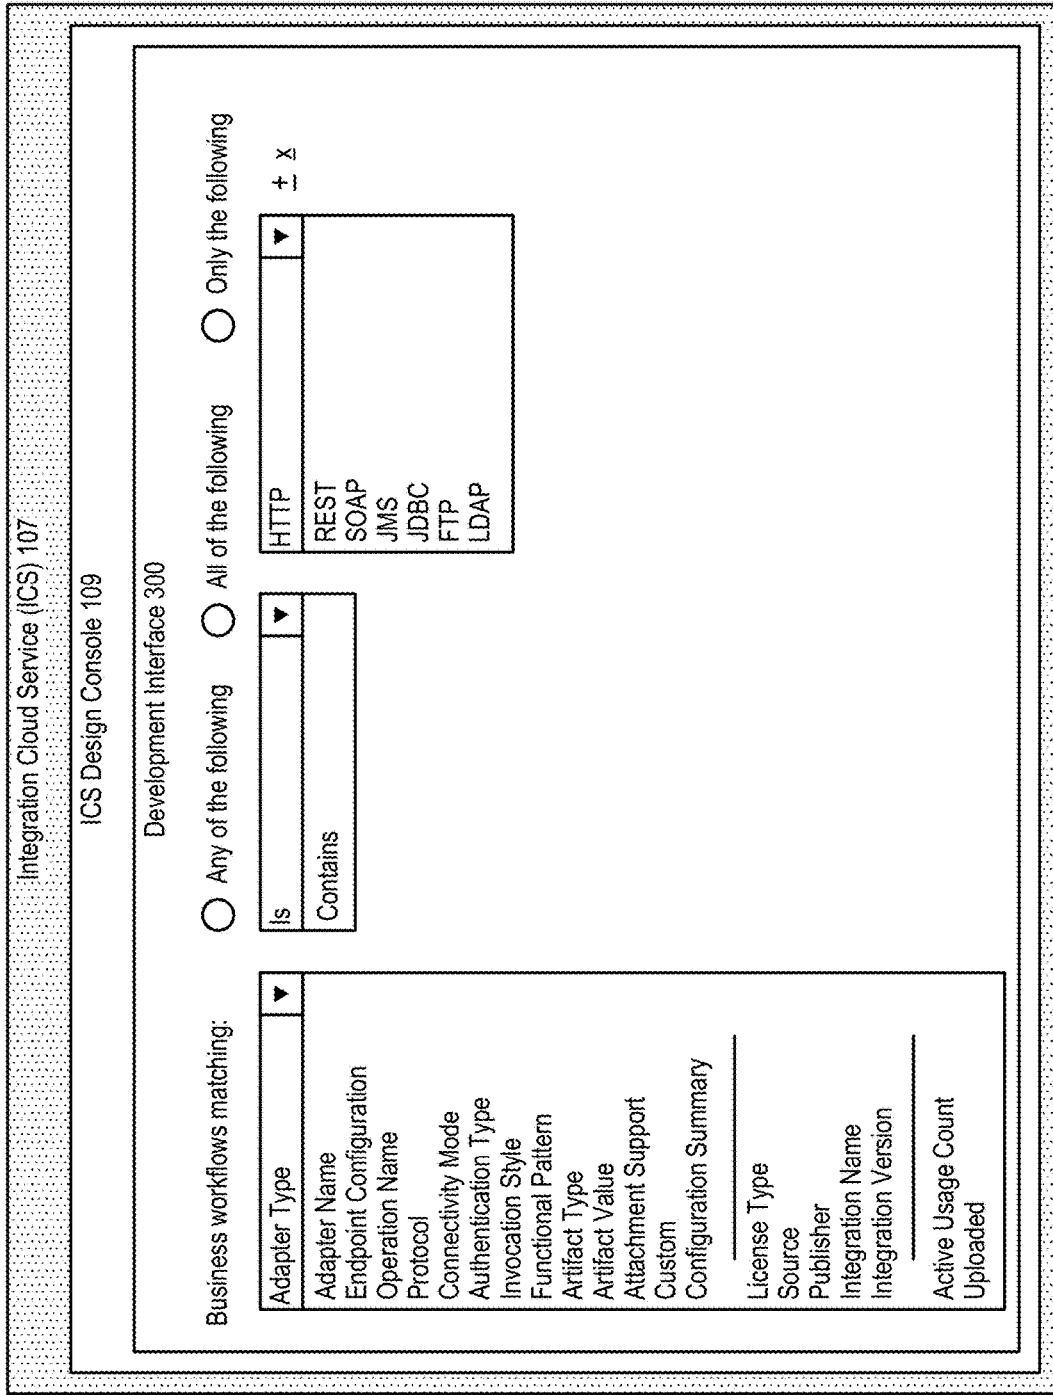 Integration Cloud Service (ICS) 107
ICS Design Console 109
Development Interface 300
Business workflows matching:
Any of the following
All of the following
Only the following
Adapter Type ▼
Adapter Name
Endpoint Configuration
Operation Name
Protocol
Connectivity Mode
Authentication Type
Invocation Style
Functional Pattern
Artifact Type
Artifact Value
Attachment Support
Custom
Configuration Summary
License Type
Source
Publisher
Integration Name
Integration Version
Active Usage Count
Uploaded
Is ▼
Contains
HTTP ▼
REST
SOAP
JMS
JDBC
FTP
LDAP
+ x